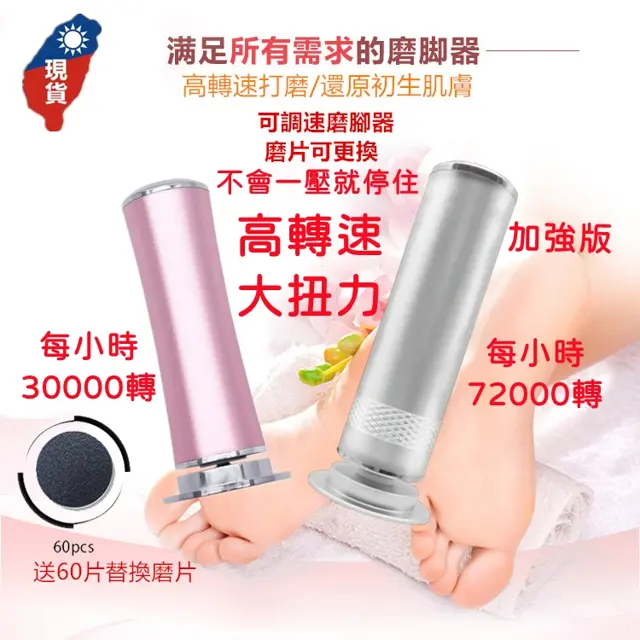 現
貨
满足所有需求的磨脚器
高轉速打磨/還原初生肌膚
可調速磨腳器
磨片可更換
不會一壓就停住
高轉速
大扭力
加強版
每小時
30000轉
每小時
72000轉
60pcs
送60片替換磨片